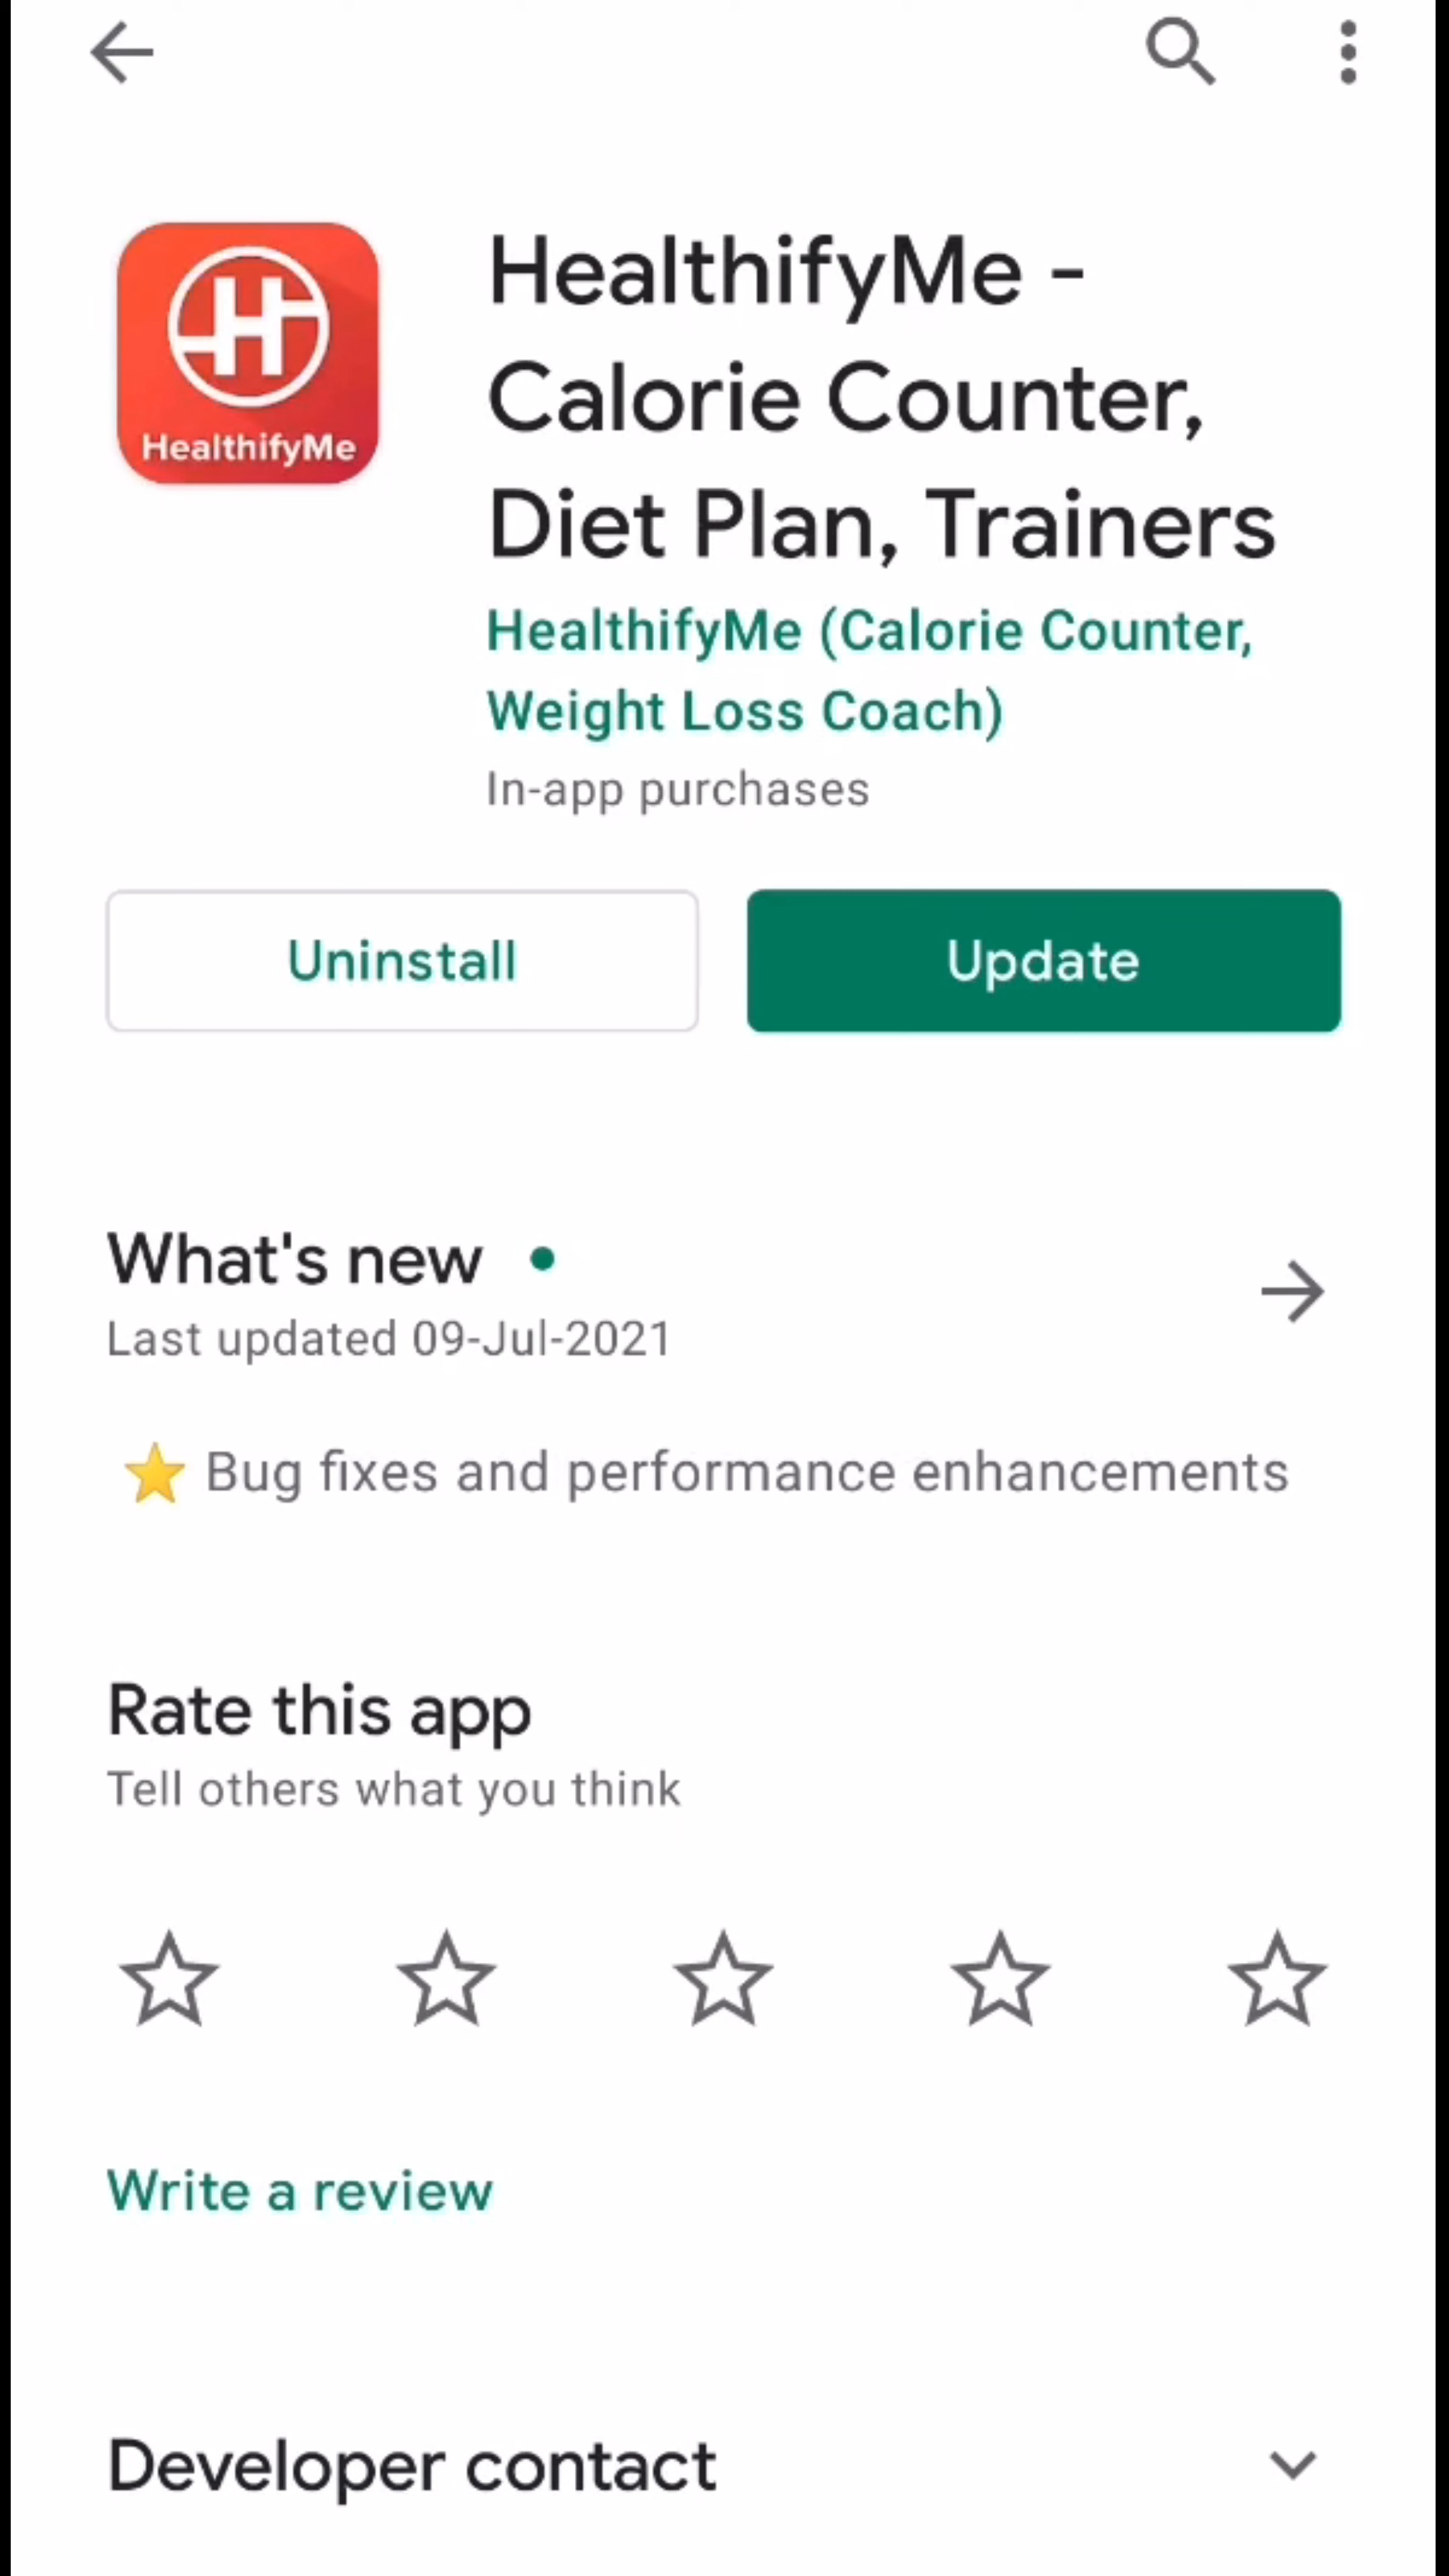 HealthifyMe
HealthifyMe -
Calorie Counter,
Diet Plan, Trainers
HealthifyMe (Calorie Counter,
Weight Loss Coach)
In-app purchases
Uninstall
Update
What's new
Last updated 09-Jul-2021
⭐ Bug fixes and performance enhancements
Rate this app
Tell others what you think
Write a review
Developer contact